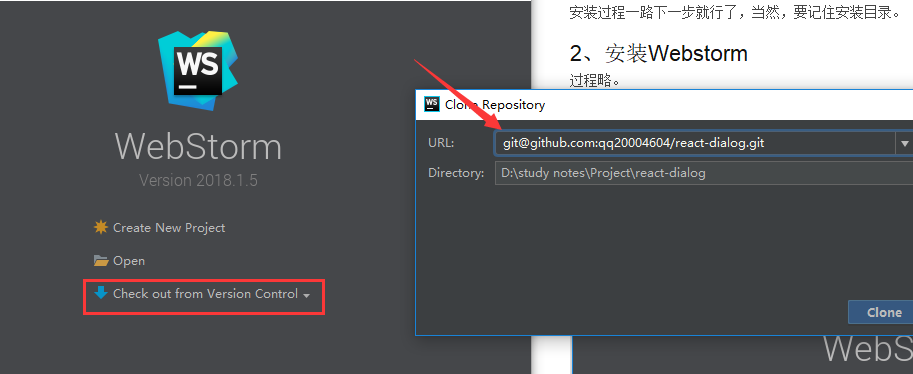 WS
WebStorm
Version 2018.1.5
Create New Project
Open
Check out from Version Control
安装过程一路下一步就行了，当然，要记住安装目录。
2、安装Webstorm
过程略。
WS
Clone Repository
URL:
git@github.com:qq20004604/react-dialog.git
Directory:
D:\study notes\Project\react-dialog
Clone
WebS